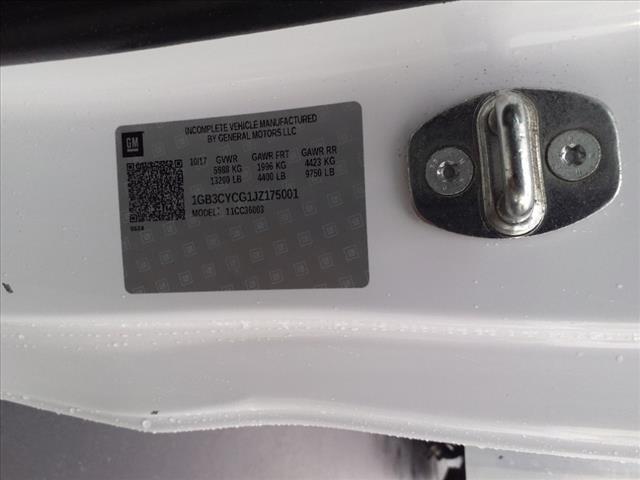 GM
INCOMPLETE VEHICLE MANUFACTURED
BY GENERAL MOTORS LLC
10/17 GVWR GAWR FRT GAWR RR
5988 KG 1996 KG 4423 KG
13200 LB 4400 LB 9750 LB
1GB3CYCG1JZ175001
MODEL: 11CC36003